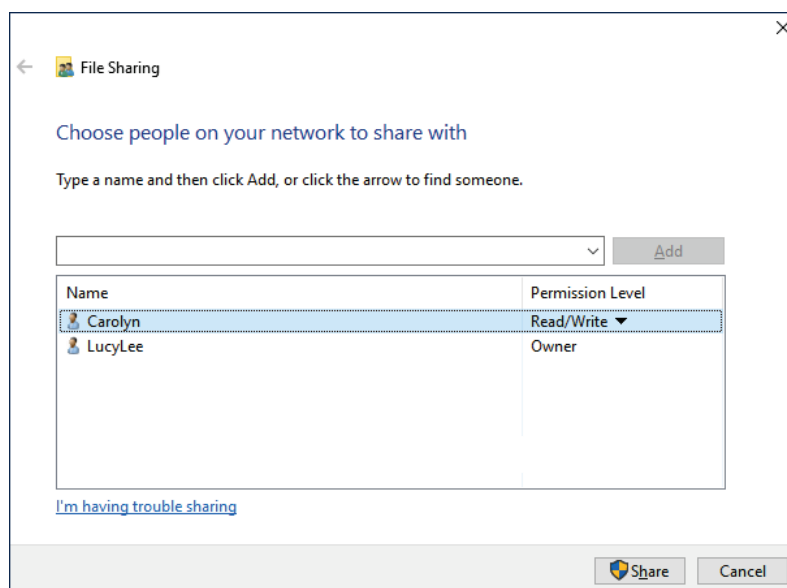 File Sharing
Choose people on your network to share with
Type a name and then click Add, or click the arrow to find someone.
Add
Name Permission Level
Carolyn Read/Write
LucyLee Owner
I'm having trouble sharing
Share Cancel